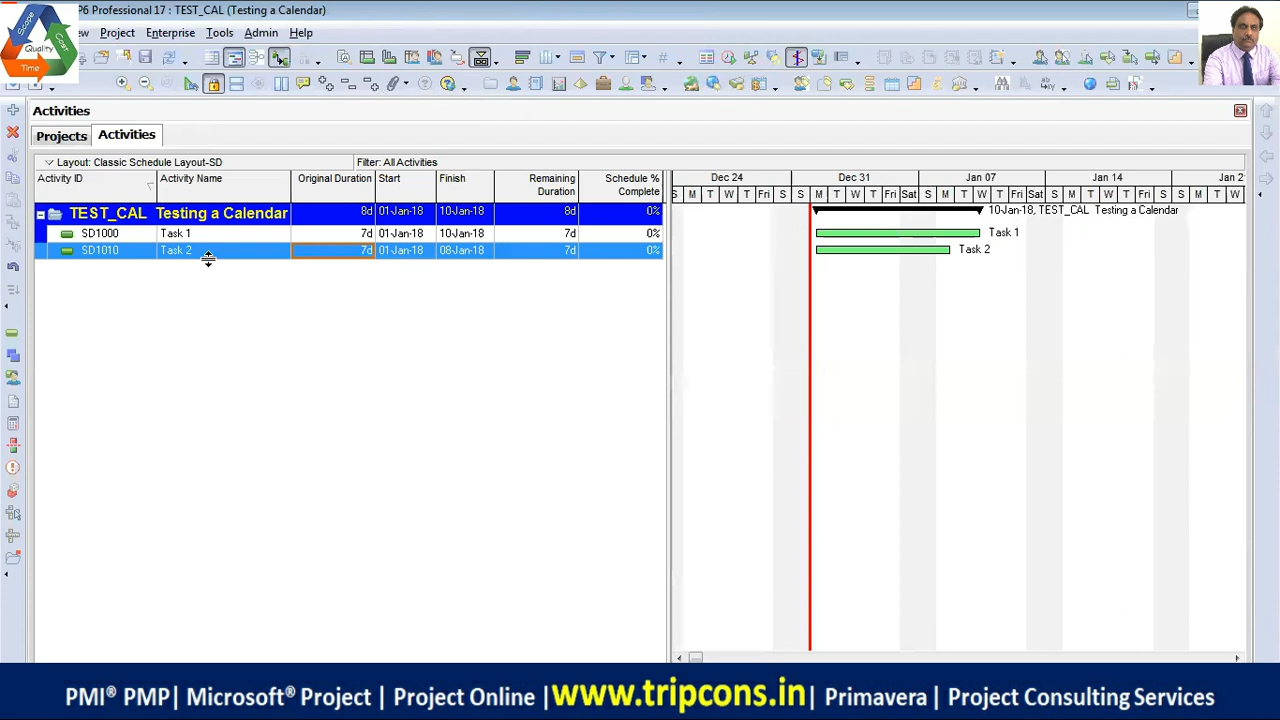 Scope
Cost
Quality
Time
P6 Professional 17 : TEST_CAL (Testing a Calendar)
Project Enterprise Tools Admin Help
Activities
Projects Activities
Layout: Classic Schedule Layout-SD Filter: All Activities
Activity ID Activity Name Original Duration Start Finish Remaining Duration Schedule % Complete
Dec 24 Dec 31 Jan 07 Jan 14 Jan 2
S M T W T Fri S S M T W T Fri Sat S M T W T Fri Sat S M T W T Fri S S M T W
TEST_CAL Testing a Calendar 8d 01-Jan-18 10-Jan-18 8d 0% 10-Jan-18, TEST_CAL Testing a Calendar
SD1000 Task 1 7d 01-Jan-18 10-Jan-18 7d 0% Task 1
SD1010 Task 2 7d 01-Jan-18 08-Jan-18 7d 0% Task 2
PMI® PMP| Microsoft® Project | Project Online |www.tripcons.in| Primavera | Project Consulting Services